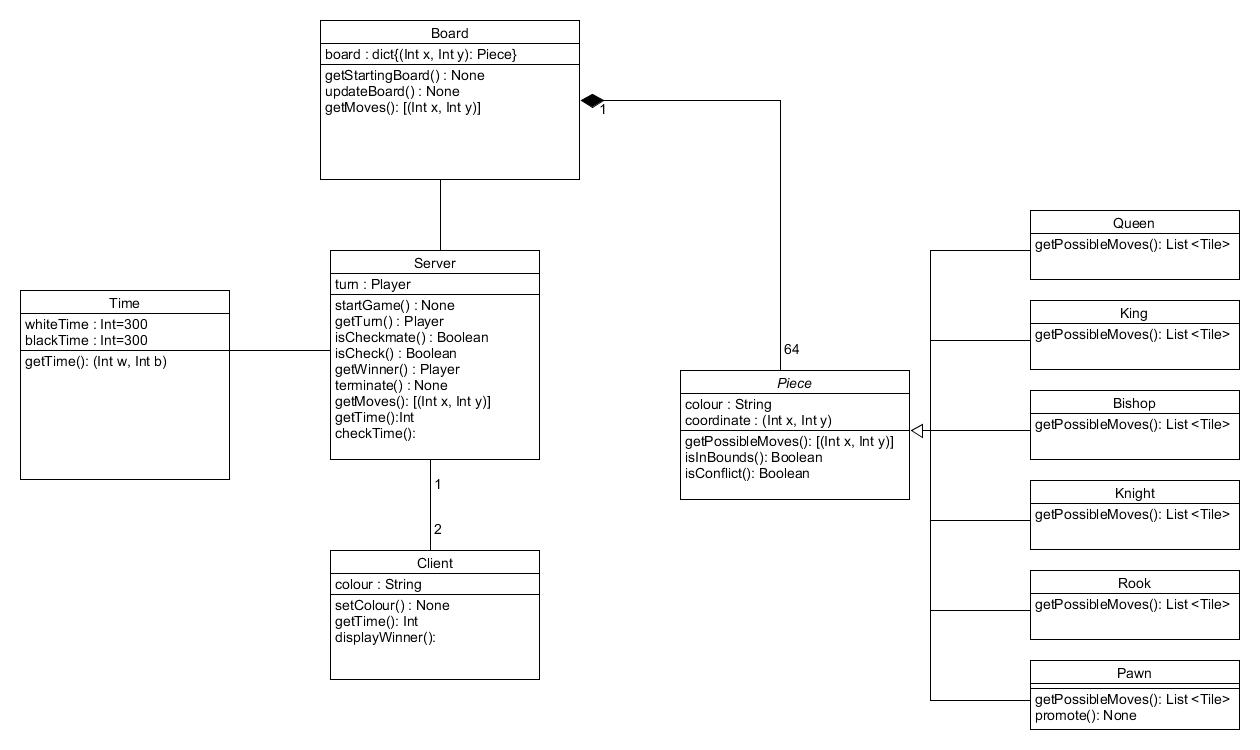 Board
board : dict{(Int x, Int y): Piece}
getStartingBoard() : None
updateBoard() : None
getMoves(): [(Int x, Int y)]
1
64
Server
turn : Player
startGame() : None
getTurn() : Player
isCheckmate() : Boolean
isCheck() : Boolean
getWinner() : Player
terminate() : None
getMoves(): [(Int x, Int y)]
getTime():Int
checkTime():
Time
whiteTime : Int=300
blackTime : Int=300
getTime(): (Int w, Int b)
1
2
Client
colour : String
setColour() : None
getTime(): Int
displayWinner():
Piece
colour : String
coordinate : (Int x, Int y)
getPossibleMoves(): [(Int x, Int y)]
isInBounds(): Boolean
isConflict(): Boolean
Queen
getPossibleMoves(): List <Tile>
King
getPossibleMoves(): List <Tile>
Bishop
getPossibleMoves(): List <Tile>
Knight
getPossibleMoves(): List <Tile>
Rook
getPossibleMoves(): List <Tile>
Pawn
getPossibleMoves(): List <Tile>
promote(): None